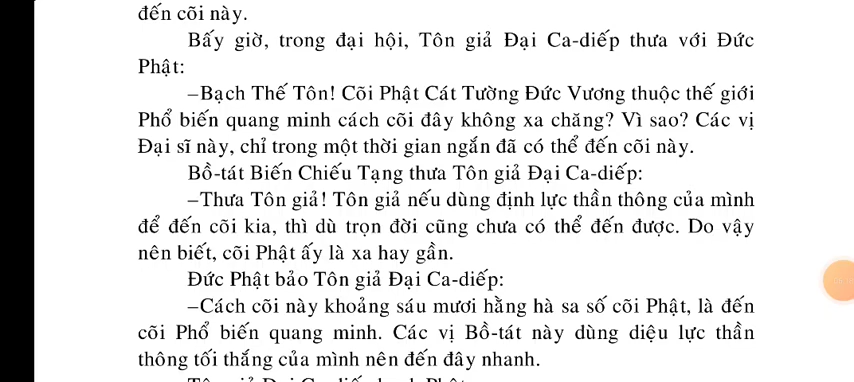 đến cõi này.
Bấy giờ, trong đại hội, Tôn giả Đại Ca-diếp thưa với Đức
Phật:
–Bạch Thế Tôn! Cõi Phật Cát Tường Đức Vương thuộc thế giới
Phổ biến quang minh cách cõi đây không xa chăng? Vì sao? Các vị
Đại sĩ này, chỉ trong một thời gian ngắn đã có thể đến cõi này.
Bồ-tát Biến Chiếu Tạng thưa Tôn giả Đại Ca-diếp:
–Thưa Tôn giả! Tôn giả nếu dùng định lực thần thông của mình
để đến cõi kia, thì dù trọn đời cũng chưa có thể đến được. Do vậy
nên biết, cõi Phật ấy là xa hay gần.
Đức Phật bảo Tôn giả Đại Ca-diếp:
–Cách cõi này khoảng sáu mươi hằng hà sa số cõi Phật, là đến
cõi Phổ biến quang minh. Các vị Bồ-tát này dùng diệu lực thần
thông tối thắng của mình nên đến đây nhanh.